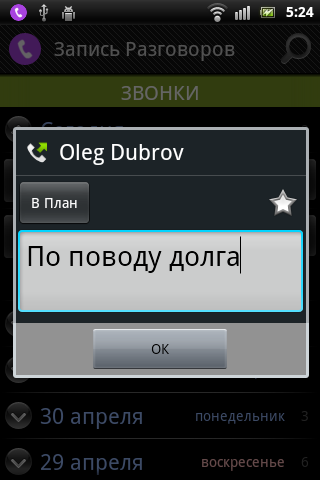 5:24
Запись Разговоров
ЗВОНКИ
Сегодня
Oleg Dubrov
В План
По поводу долга
OK
30 апреля понедельник 3
29 апреля воскресенье 6